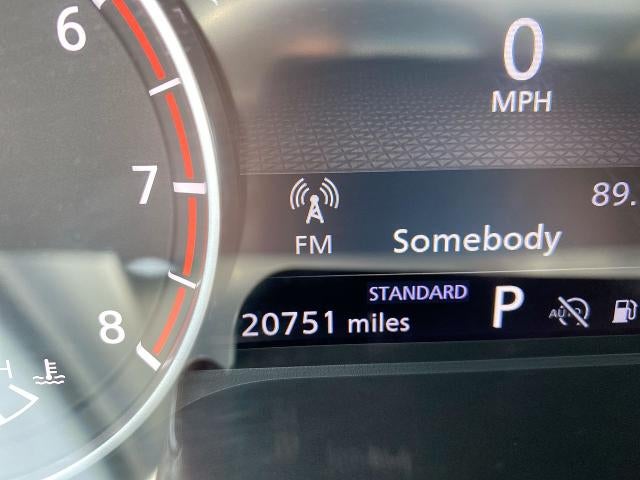 6
0
MPH
7
89.
FM
Somebody
STANDARD
P
20751 miles
8
H